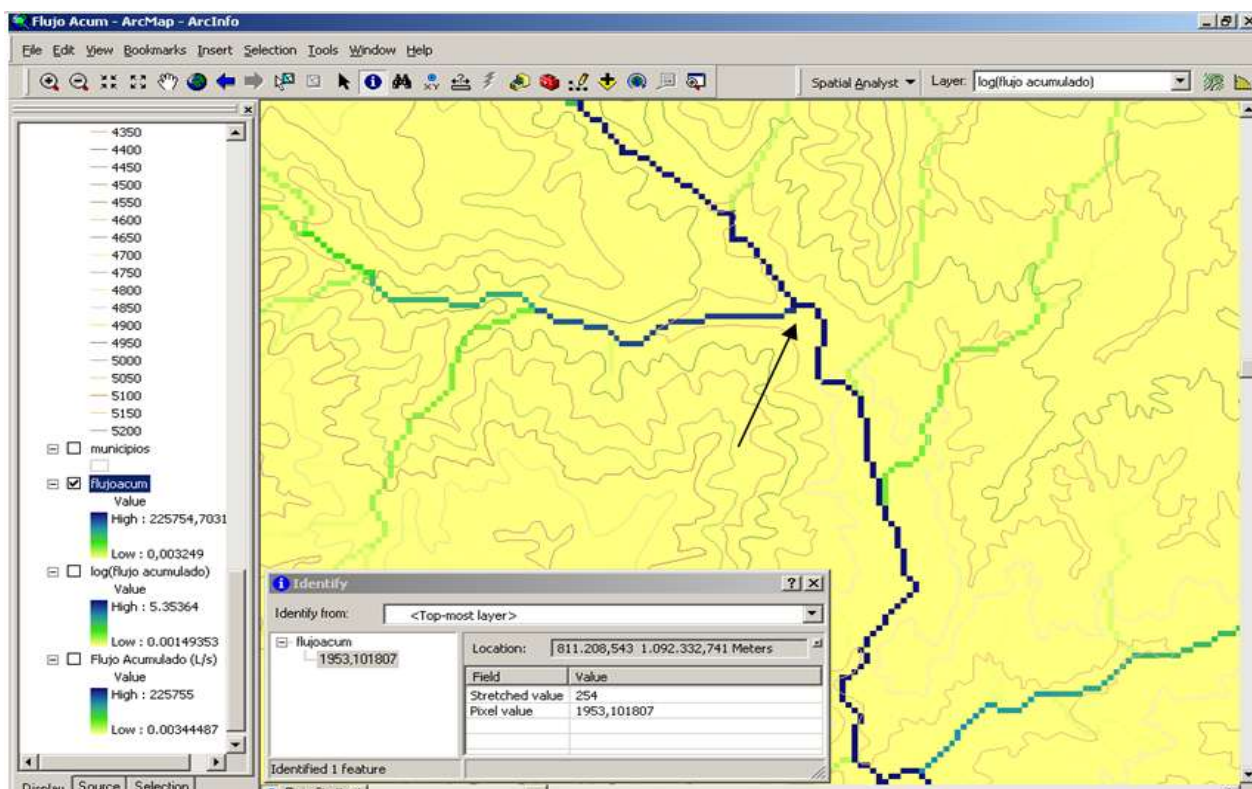 Flujo Acum - ArcMap - ArcInfo
File Edit View Bookmarks Insert Selection Tools Window Help
Spatial Analyst Layer: log(flujo acumulado)
4350
4400
4450
4500
4550
4600
4650
4700
4750
4800
4850
4900
4950
5000
5050
5100
5150
5200
municipios
flujoacum
Value
High : 225754,7031
Low : 0,003249
log(flujo acumulado)
Value
High : 5.35364
Low : 0.00149353
Flujo Acumulado (L/s)
Value
High : 225755
Low : 0.00344487
Display Source Selection
Identify
Identify from: <Top-most layer>
flujoacum
1953,101807
Location: 811.208,543 1.092.332,741 Meters
Field Value
Stretched value 254
Pixel value 1953,101807
Identified 1 feature